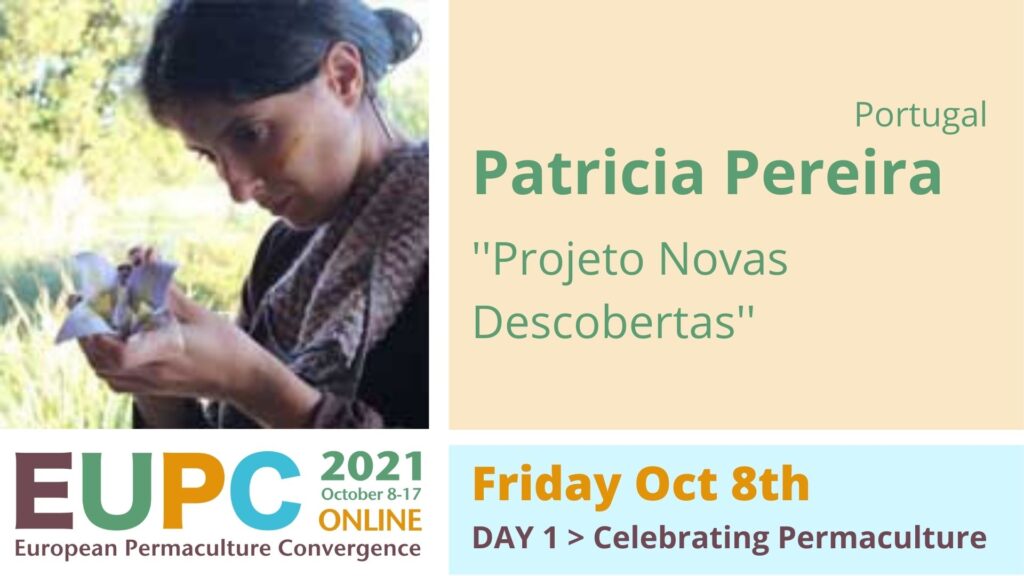 Portugal
Patricia Pereira
"Projeto Novas
Descobertas"
EUPC
2021
October 8-17
ONLINE
European Permaculture Convergence
Friday Oct 8th
DAY 1 > Celebrating Permaculture